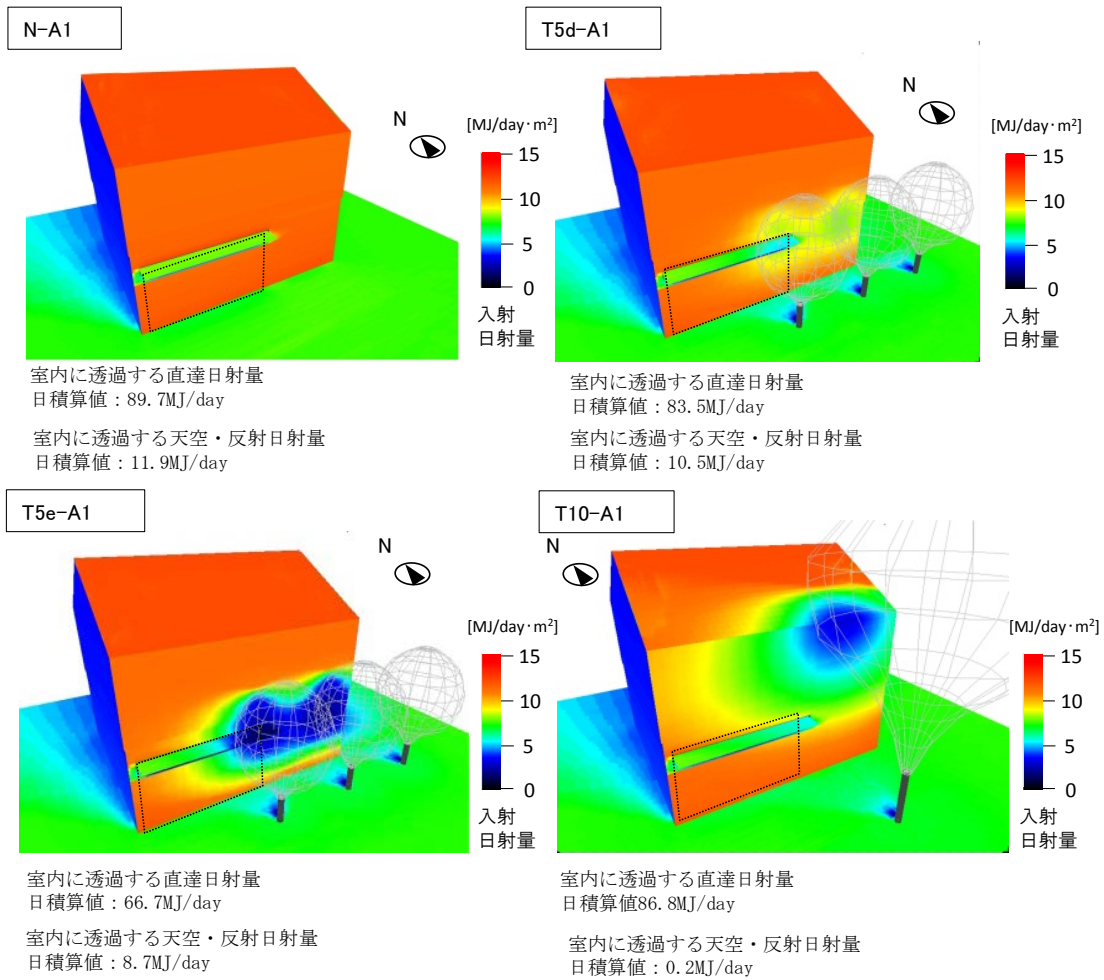 N-A1
N
[MJ/day·m²]
15
10
5
0
入射
日射量
室内に透過する直達日射量
日積算値：89.7MJ/day
室内に透過する天空・反射日射量
日積算値：11.9MJ/day
T5d-A1
N
[MJ/day·m²]
15
10
5
0
入射
日射量
室内に透過する直達日射量
日積算値：83.5MJ/day
室内に透過する天空・反射日射量
日積算値：10.5MJ/day
T5e-A1
N
[MJ/day·m²]
15
10
5
0
入射
日射量
室内に透過する直達日射量
日積算値：66.7MJ/day
室内に透過する天空・反射日射量
日積算値：8.7MJ/day
T10-A1
N
[MJ/day·m²]
15
10
5
0
入射
日射量
室内に透過する直達日射量
日積算値86.8MJ/day
室内に透過する天空・反射日射量
日積算値：0.2MJ/day